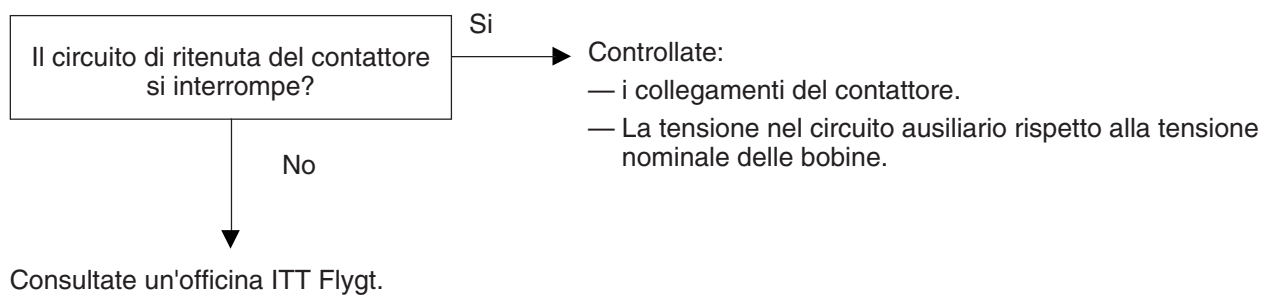 Il circuito di ritenuta del contattore
si interrompe?
Si
Controllate:
— i collegamenti del contattore.
— La tensione nel circuito ausiliario rispetto alla tensione
nominale delle bobine.
No
Consultate un'officina ITT Flygt.